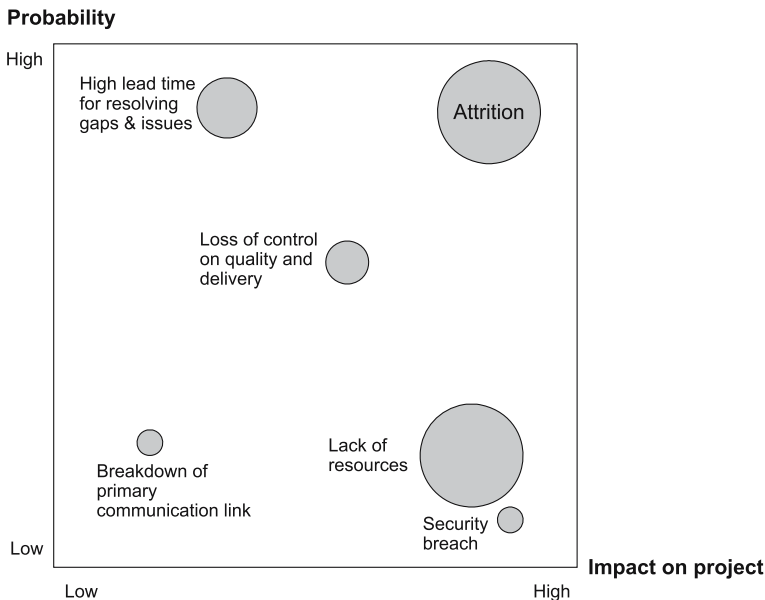 Probability
High
High lead time
for resolving
gaps & issues
Attrition
Loss of control
on quality and
delivery
Lack of
resources
Breakdown of
primary
communication link
Security
breach
Low
Impact on project
Low
High